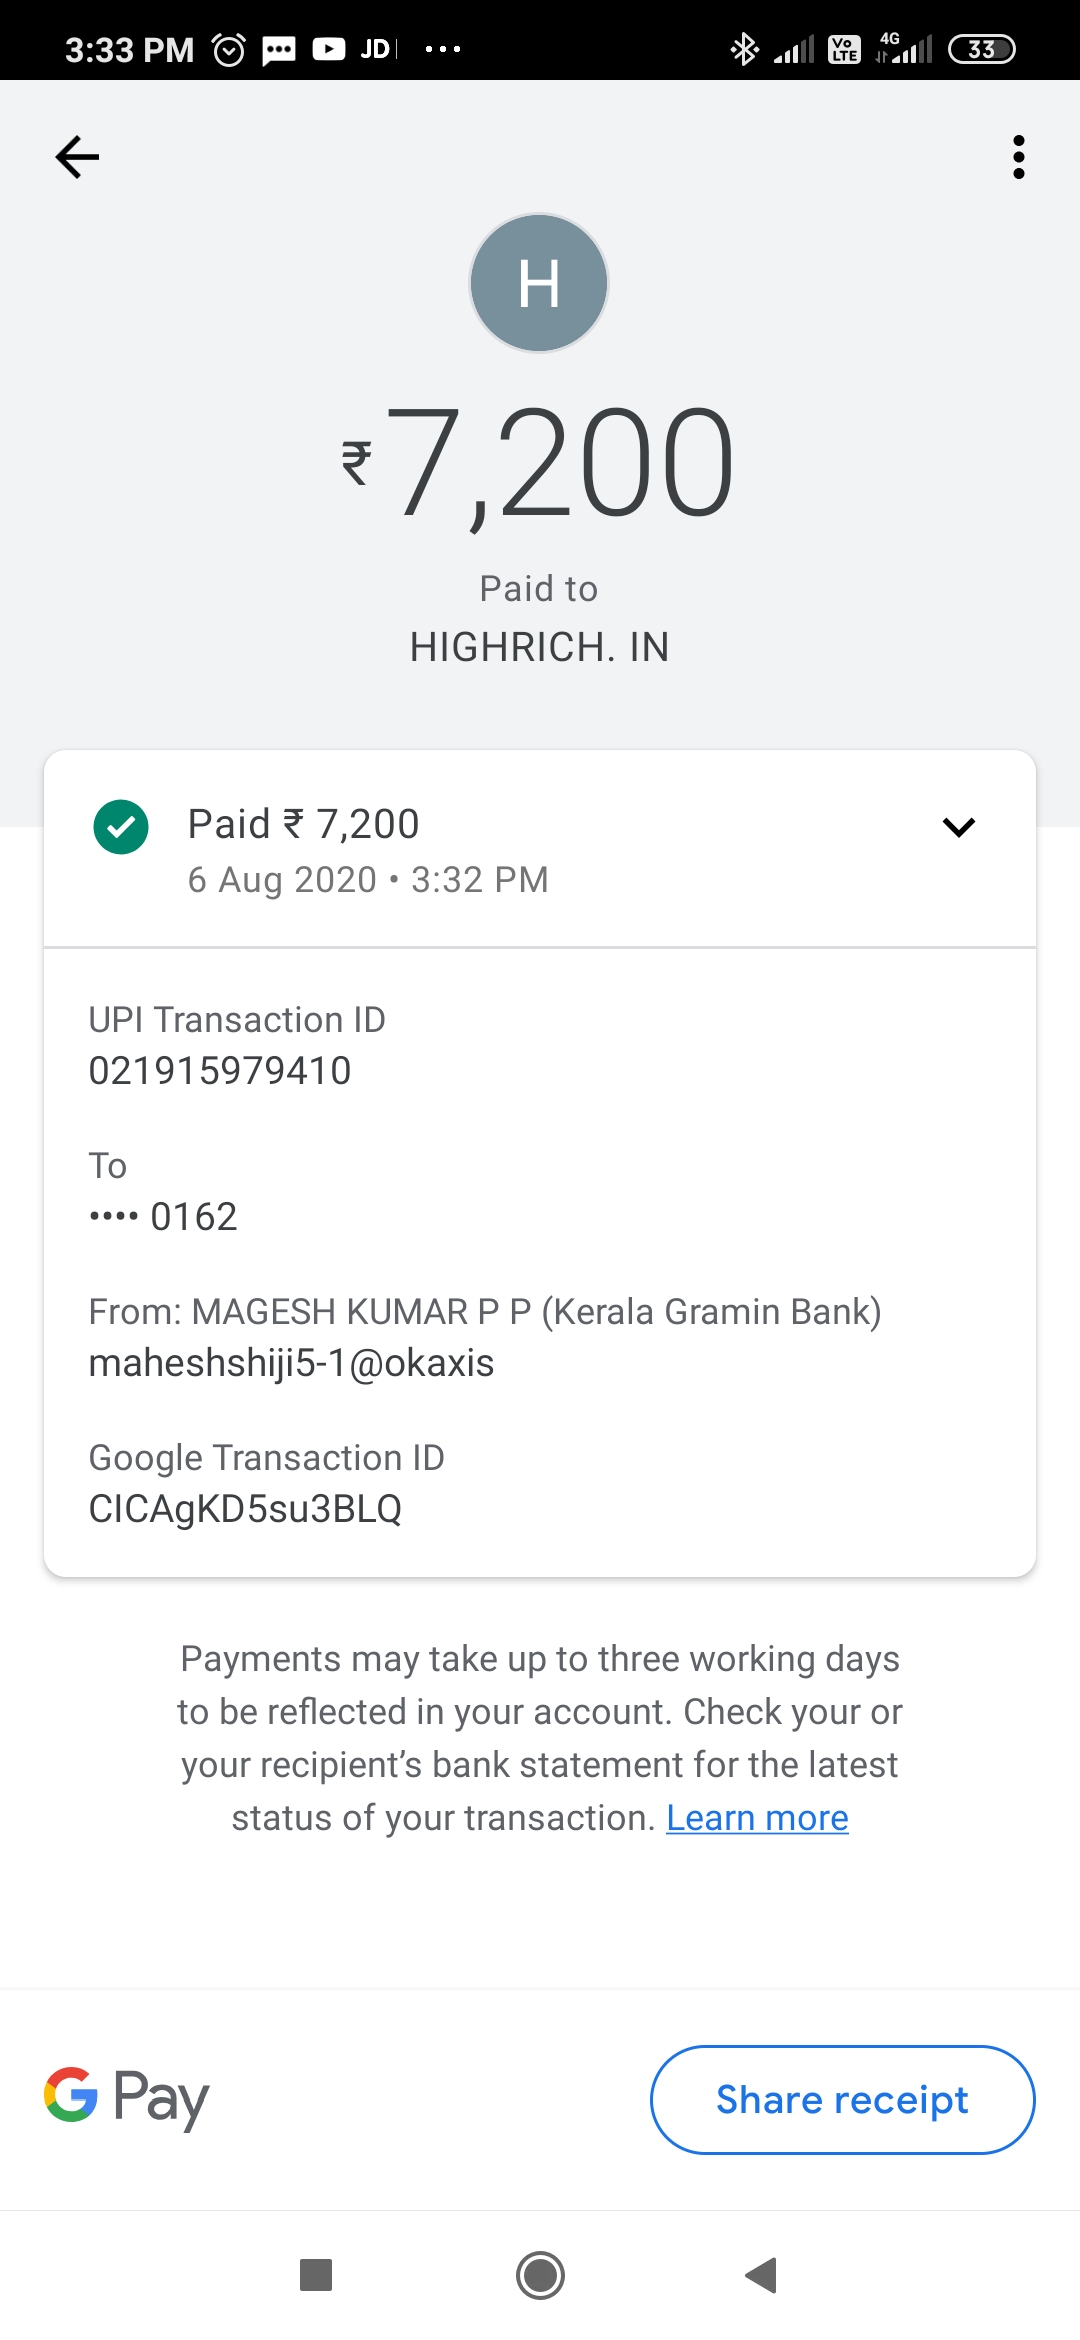 3:33 PM JD
Vo LTE 4G 33
H
₹7,200
Paid to
HIGHRICH. IN
Paid ₹ 7,200
6 Aug 2020 • 3:32 PM
UPI Transaction ID
021915979410
To
•••• 0162
From: MAGESH KUMAR P P (Kerala Gramin Bank)
maheshshiji5-1@okaxis
Google Transaction ID
CICAgKD5su3BLQ
Payments may take up to three working days
to be reflected in your account. Check your or
your recipient’s bank statement for the latest
status of your transaction. Learn more
G Pay
Share receipt